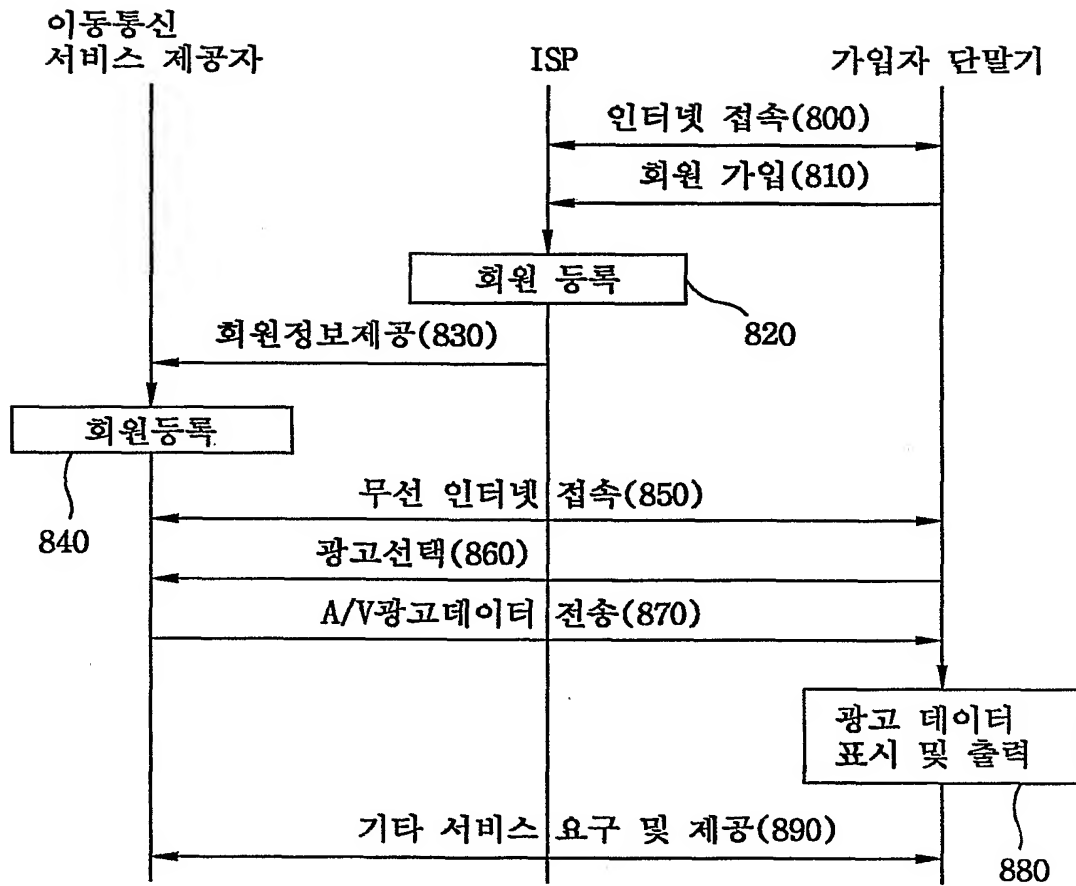 이동통신
서비스 제공자
ISP
가입자 단말기
인터넷 접속(800)
회원 가입(810)
회원 등록
820
회원정보제공(830)
회원등록
840
무선 인터넷 접속(850)
광고선택(860)
A/V광고데이터 전송(870)
광고 데이터
표시 및 출력
880
기타 서비스 요구 및 제공(890)